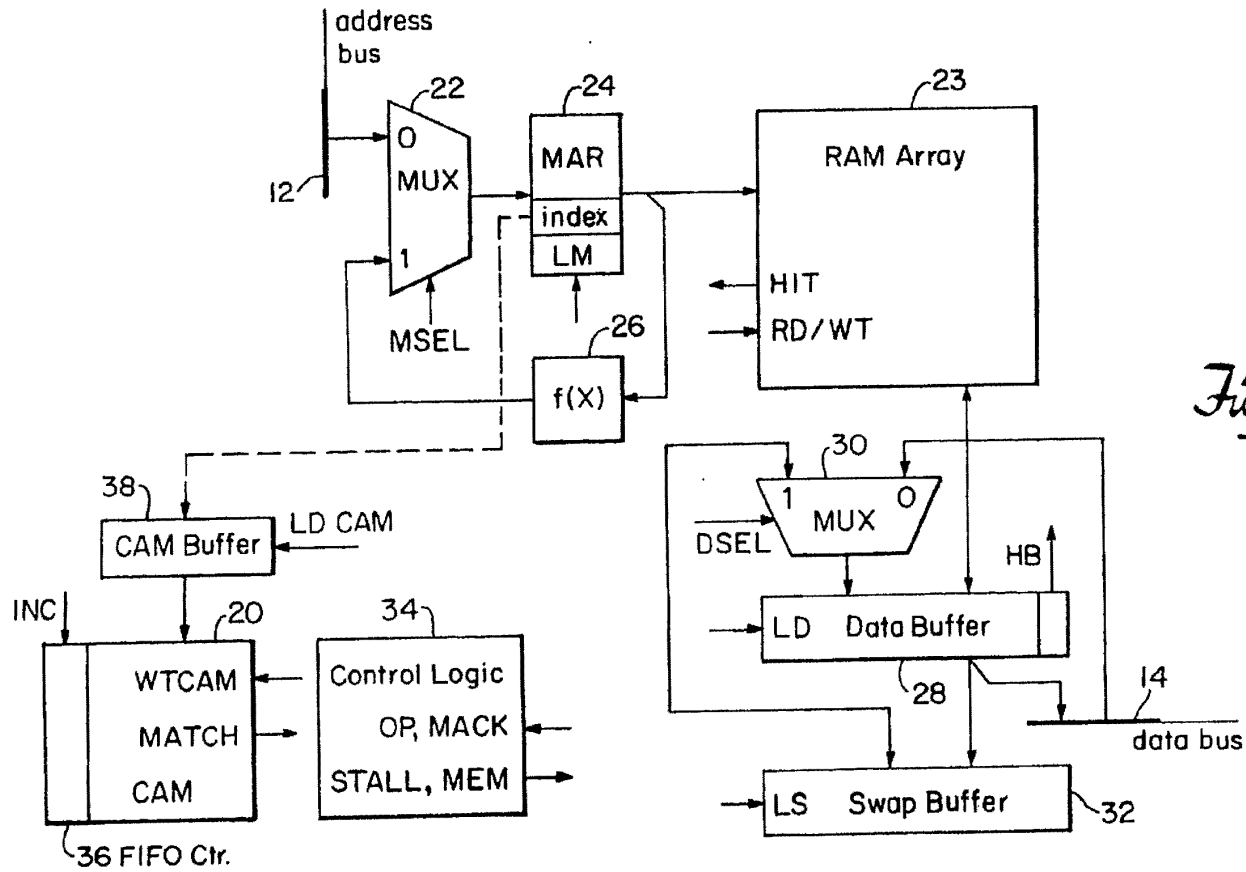 address
bus
22
24
23
0
MUX
1
12
MAR
index
LM
RAM Array
HIT
RD/WT
MSEL
26
f(X)
30
1
0
MUX
DSEL
HB
38
CAM Buffer
LD CAM
INC
20
WTCAM
MATCH
CAM
36 FIFO Ctr.
34
Control Logic
OP, MACK
STALL, MEM
LD Data Buffer
28
14
data bus
LS Swap Buffer
32